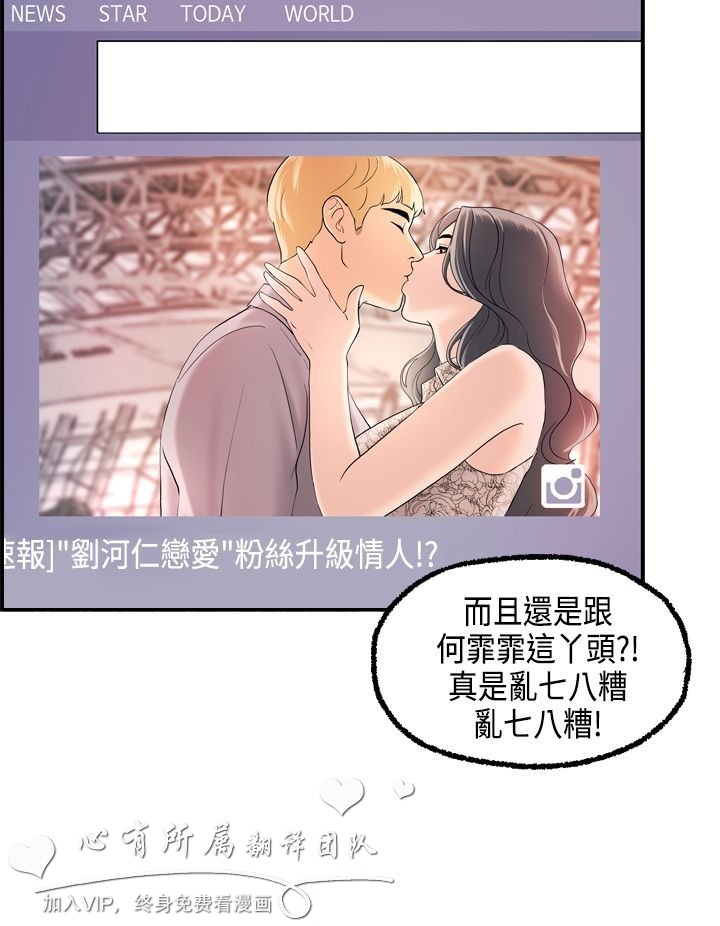 NEWS STAR TODAY WORLD
速報]"劉河仁戀愛"粉絲升級情人!?
而且還是跟
何霏霏這丫頭?!
真是亂七八糟
亂七八糟!
心有所属翻译团队
加入VIP，终身免费看漫画